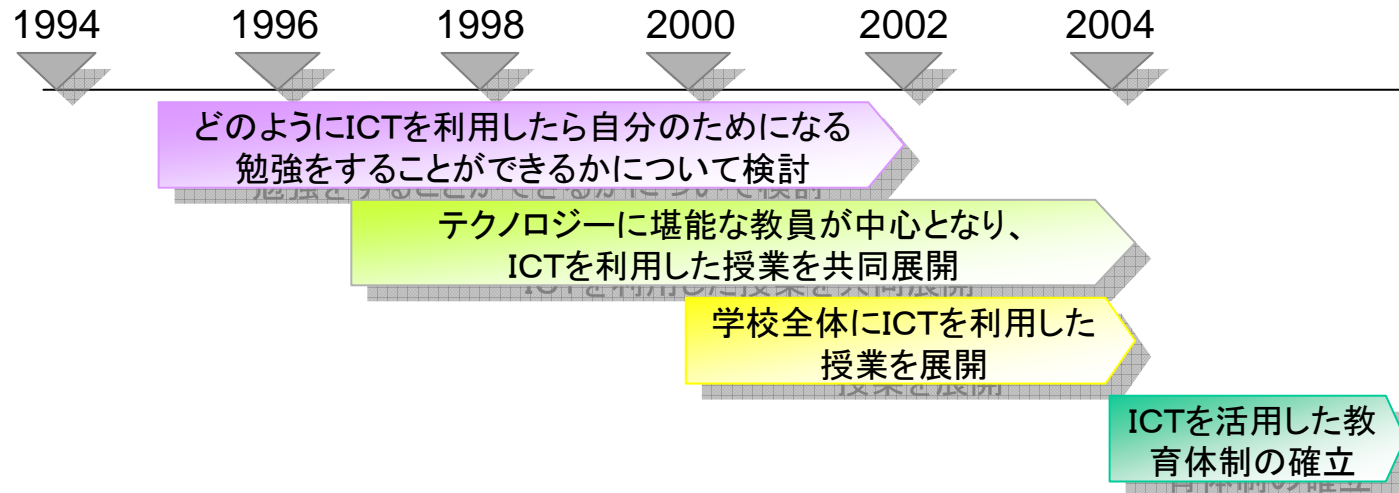 1994 1996 1998 2000 2002 2004
どのようにICTを利用したら自分のためになる
勉強をすることができるかについて検討
テクノロジーに堪能な教員が中心となり、
ICTを利用した授業を共同展開
学校全体にICTを利用した
授業を展開
ICTを活用した教
育体制の確立